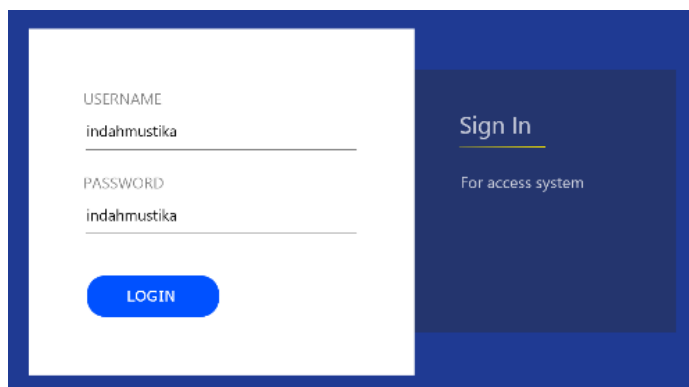 USERNAME
indahmustika
PASSWORD
indahmustika
LOGIN
Sign In
For access system